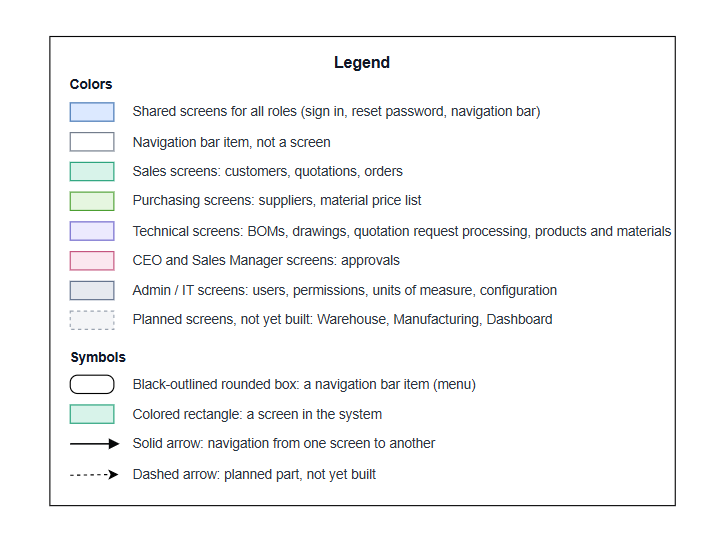 Legend
Colors
Shared screens for all roles (sign in, reset password, navigation bar)
Navigation bar item, not a screen
Sales screens: customers, quotations, orders
Purchasing screens: suppliers, material price list
Technical screens: BOMs, drawings, quotation request processing, products and materials
CEO and Sales Manager screens: approvals
Admin / IT screens: users, permissions, units of measure, configuration
Planned screens, not yet built: Warehouse, Manufacturing, Dashboard
Symbols
Black-outlined rounded box: a navigation bar item (menu)
Colored rectangle: a screen in the system
Solid arrow: navigation from one screen to another
Dashed arrow: planned part, not yet built